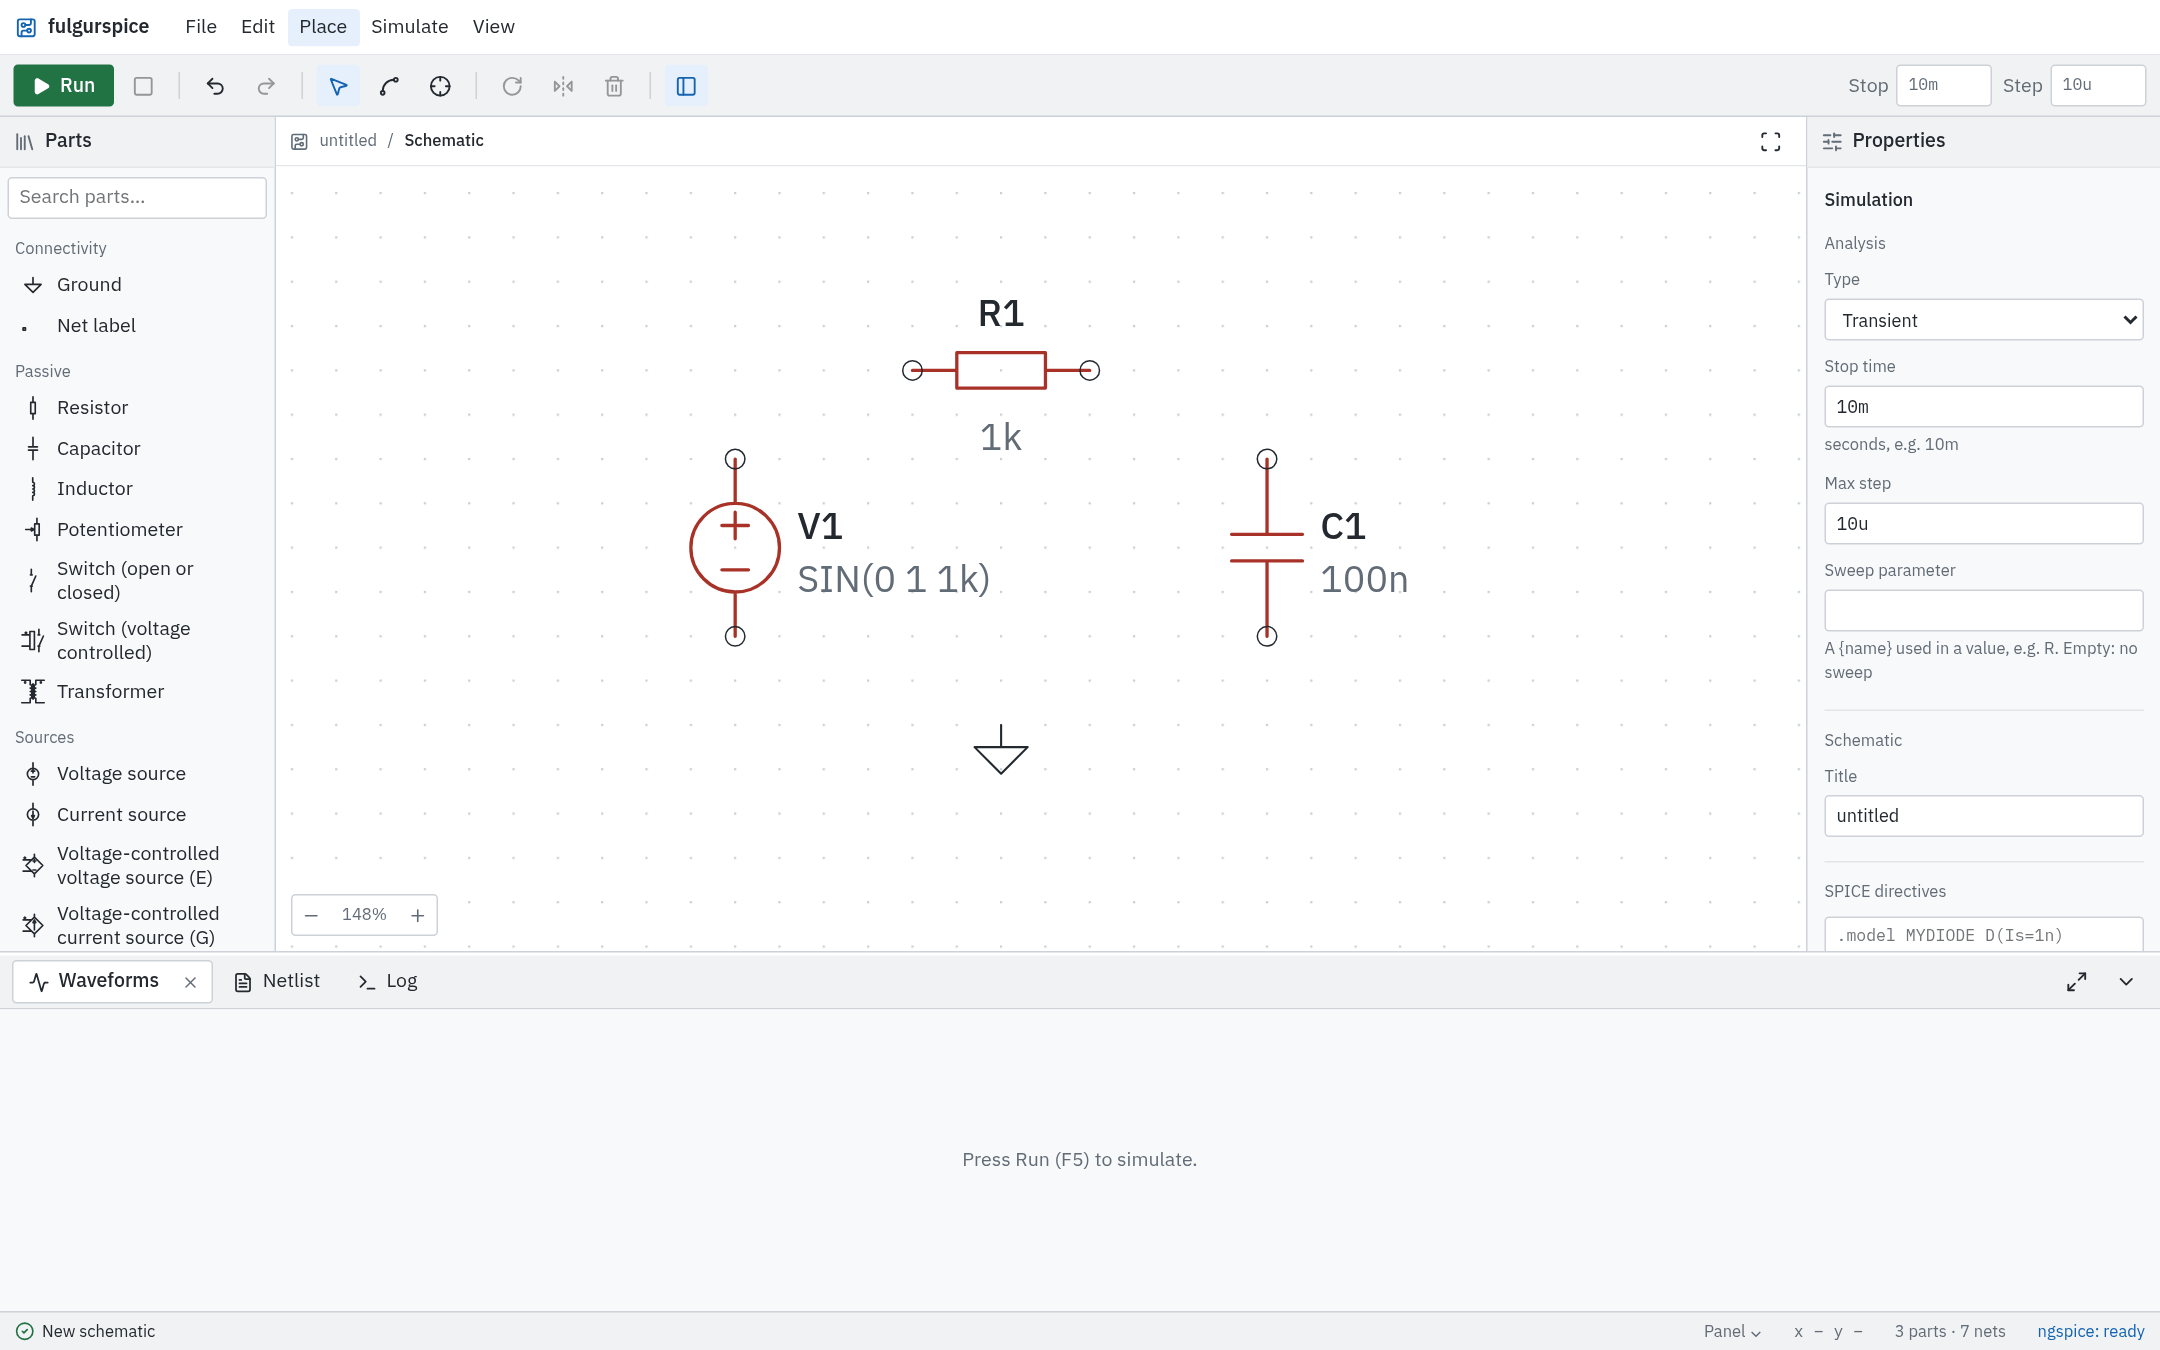 fulgurspice File Edit Place Simulate View
Run Stop 10m Step 10u
Parts
Search parts...
Connectivity
Ground
Net label
Passive
Resistor
Capacitor
Inductor
Potentiometer
Switch (open or
closed)
Switch (voltage
controlled)
Transformer
Sources
Voltage source
Current source
Voltage-controlled
voltage source (E)
Voltage-controlled
current source (G)
untitled / Schematic
R1
1k
V1
SIN(0 1 1k)
C1
100n
− 148% +
Properties
Simulation
Analysis
Type
Transient
Stop time
10m
seconds, e.g. 10m
Max step
10u
Sweep parameter
A {name} used in a value, e.g. R. Empty: no
sweep
Schematic
Title
untitled
SPICE directives
.model MYDIODE D(Is=1n)
Waveforms Netlist Log
Press Run (F5) to simulate.
New schematic Panel x − y − 3 parts · 7 nets ngspice: ready